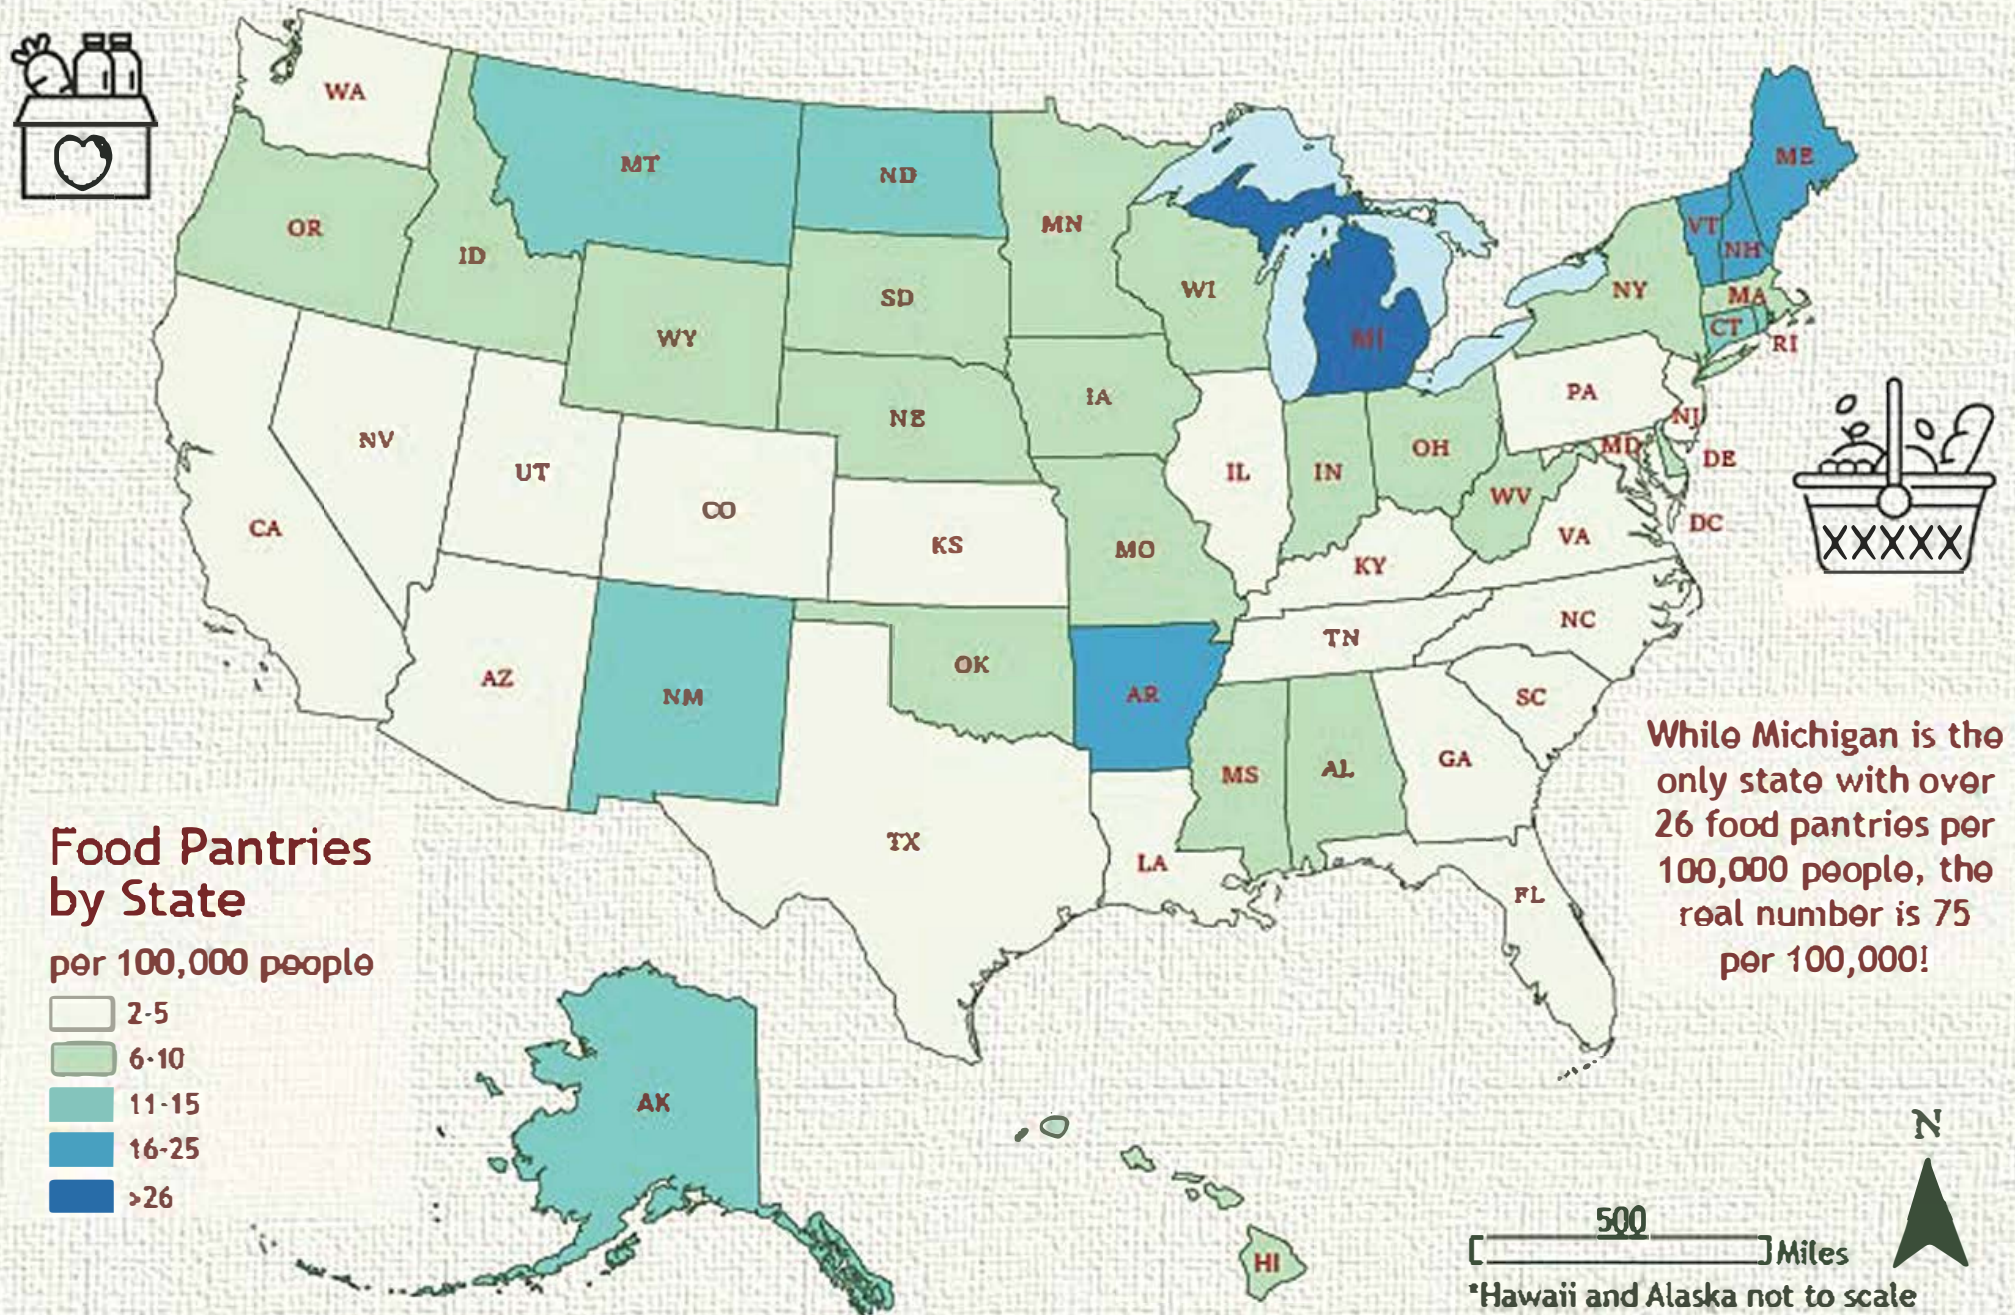 WA
MT
ND
MN
ME
OR
ID
VT
NH
WY
SD
WI
NY
MA
MI
CT
RI
NE
IA
PA
NJ
NV
UT
CO
IL
IN
OH
MD
DE
CA
KS
MO
WV
DC
VA
KY
NC
TN
AZ
NM
OK
AR
SC
MS
AL
GA
TX
LA
FL
While Michigan is the
only state with over
26 food pantries per
100,000 people, the
real number is 75
per 100,000!
Food Pantries
by State
per 100,000 people
2-5
6-10
11-15
16-25
>26
AK
HI
N
500
Miles
*Hawaii and Alaska not to scale